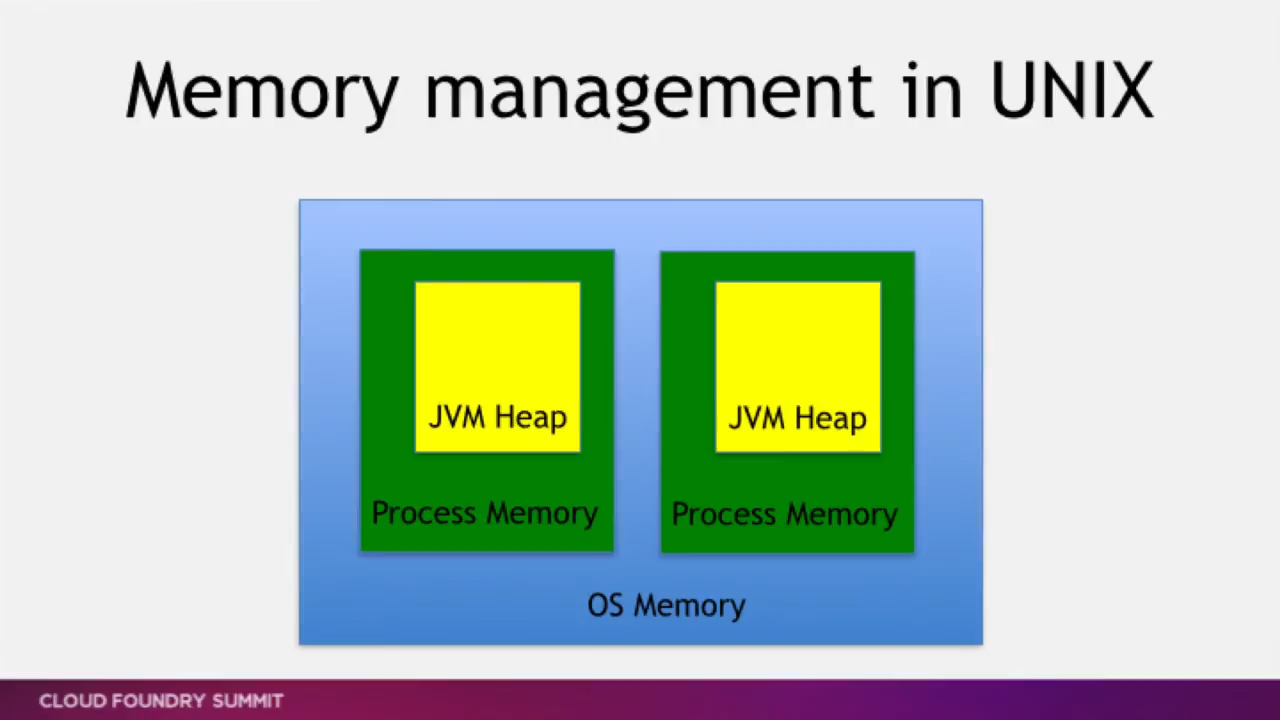 Memory management in UNIX
JVM Heap
JVM Heap
Process Memory
Process Memory
OS Memory
CLOUD FOUNDRY SUMMIT